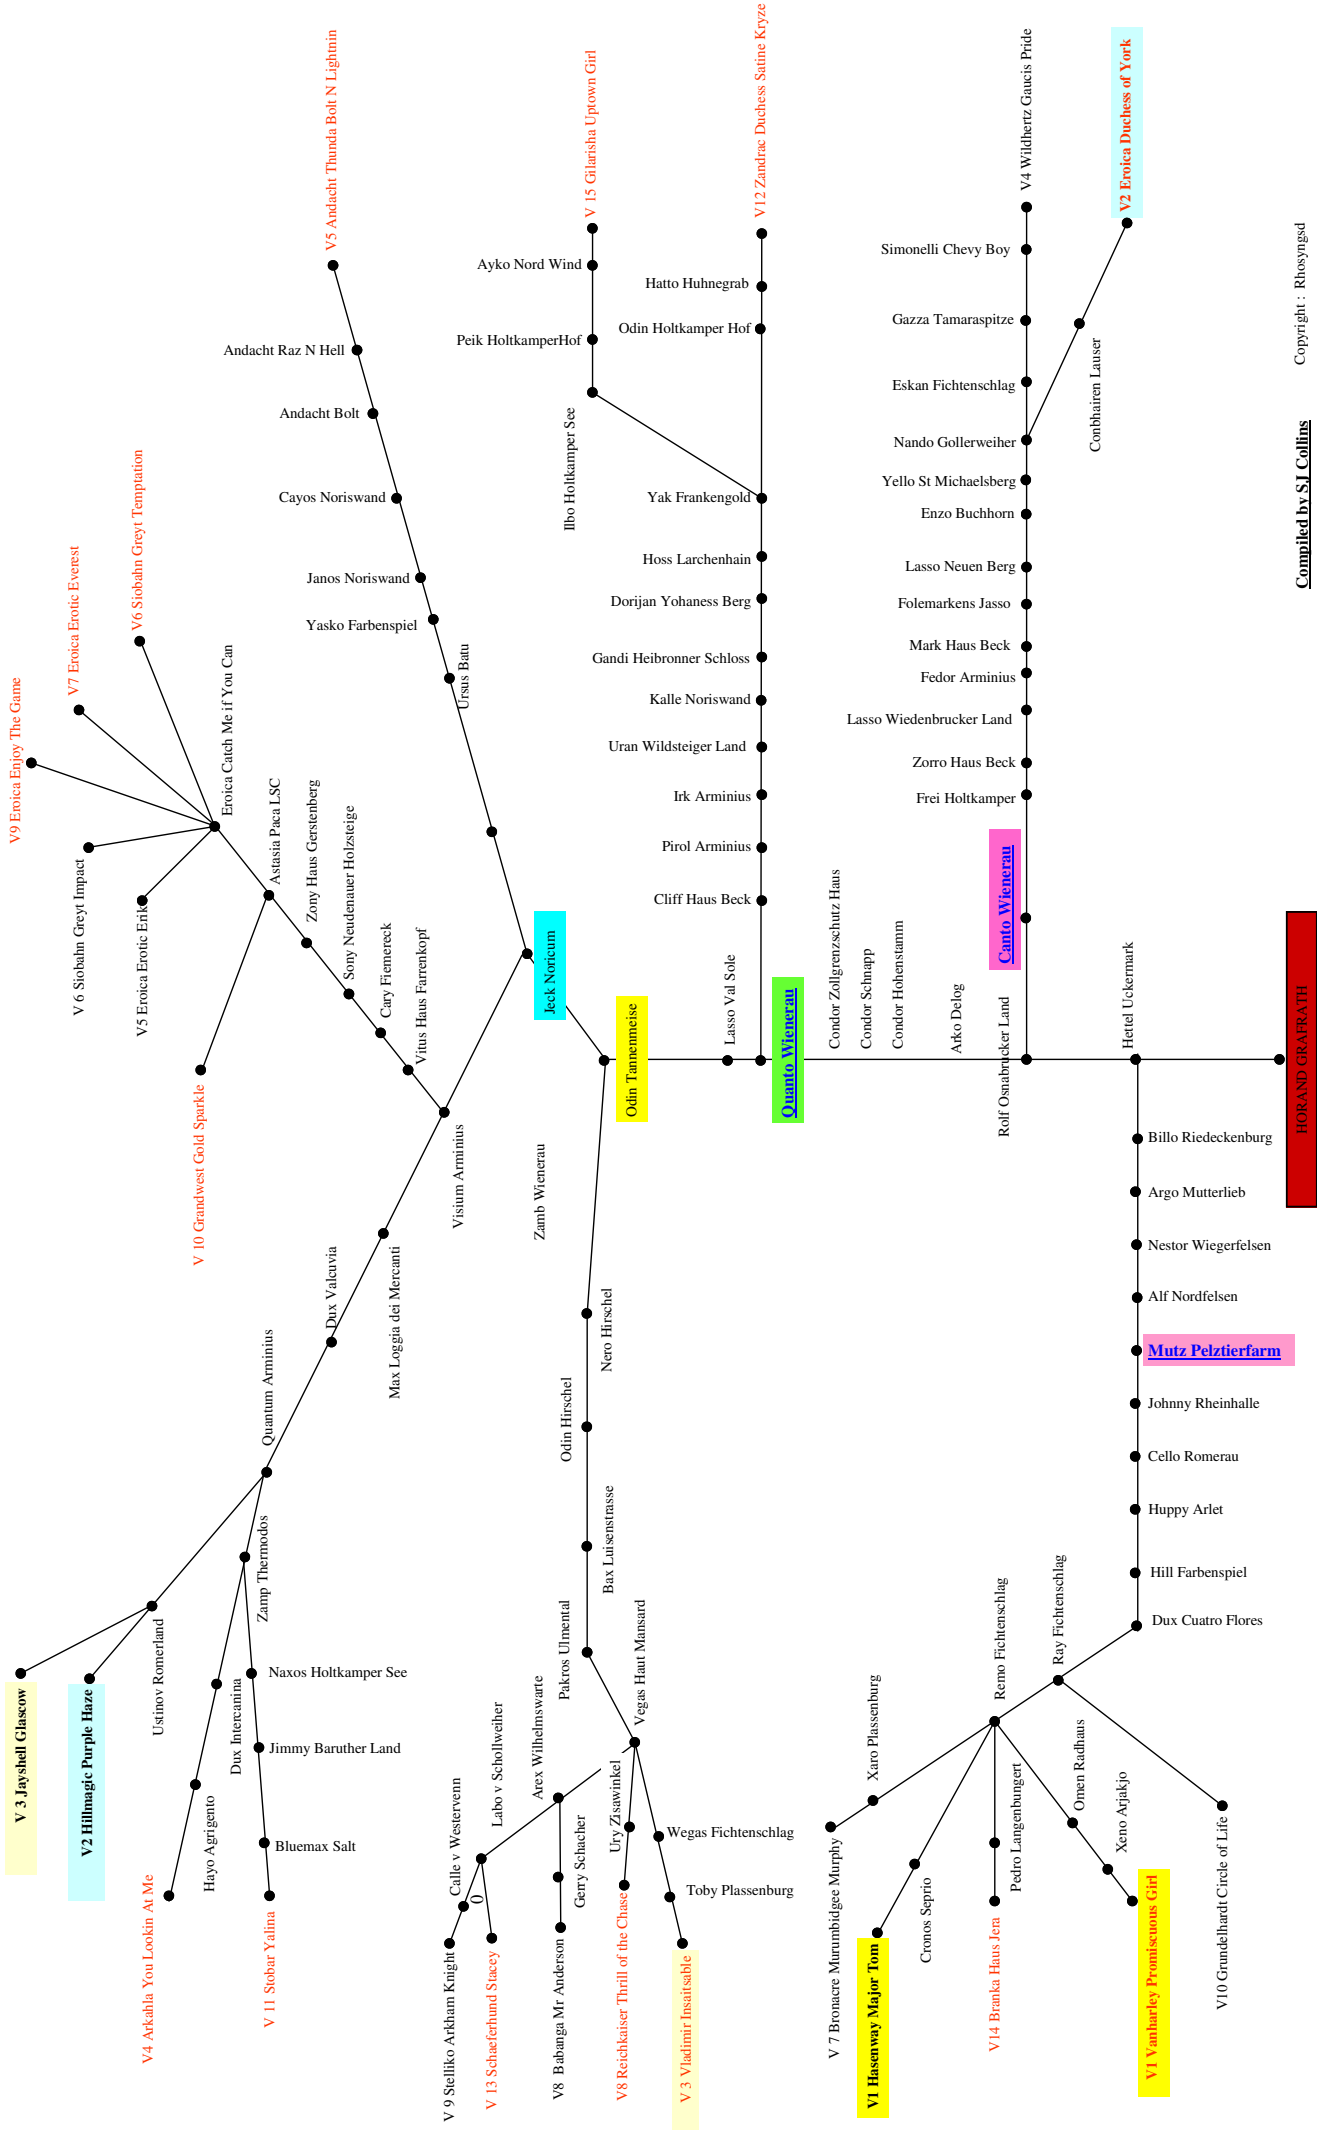 V9 Eroica Enjoy The Game
V7 Eroica Erotic Everest
V6 Siobahn Greyt Temptation
V 6 Siobahn Greyt Impact
V5 Eroica Erotic Erik
Eroica Catch Me if You Can
Astasia Paca LSC
V 10 Grandwest Gold Sparkle
Zony Haus Gerstenberg
Sony Neudenauer Holzsteige
Cary Fiemereck
Vitus Haus Farrenkopf
Visium Arminius
Max Loggia dei Mercanti
Dux Valcuvia
Quantum Arminius
Ustinov Romerland
V 3 Jayshell Glascow
V2 Hillmagic Purple Haze
Zamp Thermodos
Dux Intercanina
Hayo Agrigento
V4 Arkahla You Lookin At Me
Naxos Holtkamper See
Jimmy Baruther Land
Bluemax Salt
V 11 Stobar Yalina
V5 Andacht Thunda Bolt N Lightnin
Andacht Raz N Hell
Andacht Bolt
Cayos Noriswand
Janos Noriswand
Yasko Farbenspiel
Ursus Batu
Jeck Noricum
Zamb Wienerau
Odin Tannenmeise
Nero Hirschel
Odin Hirschel
Bax Luisenstrasse
Pakros Ulmental
Vegas Haut Mansard
Arex Wilhelmswarte
Labo v Schollweiher
Calle v Westervenn
0
V 9 Stelliko Arkham Knight
V 13 Schaeferhund Stacey
Gerry Schacher
V8 Babanga Mr Anderson
Ury Zisawinkel
V8 Reichkaiser Thrill of the Chase
Wegas Fichtenschlag
Toby Plassenburg
V 3 Vladimir Insaitsable
V 15 Gilarisha Uptown Girl
Ayko Nord Wind
Peik HoltkamperHof
Ilbo Holtkamper See
V12 Zandrac Duchess Satine Kryze
Hatto Huhnegrab
Odin Holtkamper Hof
Yak Frankengold
Hoss Larchenhain
Dorijan Yohaness Berg
Gandi Heibronner Schloss
Kalle Noriswand
Uran Wildsteiger Land
Irk Arminius
Pirol Arminius
Cliff Haus Beck
Lasso Val Sole
Quanto Wienerau
Condor Zollgrenzschutz Haus
Condor Schnapp
Condor Hohenstamm
Arko Delog
Rolf Osnabrucker Land
V4 Wildhertz Gaucis Pride
Simonelli Chevy Boy
Gazza Tamaraspitze
Eskan Fichtenschlag
Nando Gollerweiher
Conbhairen Lauser
V2 Eroica Duchess of York
Yello St Michaelsberg
Enzo Buchhorn
Lasso Neuen Berg
Folemarkens Jasso
Mark Haus Beck
Fedor Arminius
Lasso Wiedenbrucker Land
Zorro Haus Beck
Frei Holtkamper
Canto Wienerau
Hettel Uckermark
HORAND GRAFRATH
Billo Riedeckenburg
Argo Mutterlieb
Nestor Wiegerfelsen
Alf Nordfelsen
Mutz Pelztierfarm
Johnny Rheinhalle
Cello Romerau
Huppy Arlet
Hill Farbenspiel
Dux Cuatro Flores
Ray Fichtenschlag
Remo Fichtenschlag
Xaro Plassenburg
V 7 Bronacre Murumbidgee Murphy
Cronos Seprio
V1 Hasenway Major Tom
Pedro Langenbungert
V14 Branka Haus Jera
Omen Radhaus
Xeno Arjakjo
V1 Vanharley Promiscuous Girl
V10 Grundelhardt Circle of Life
Compiled by SJ Collins
Copyright : Rhosyngsd